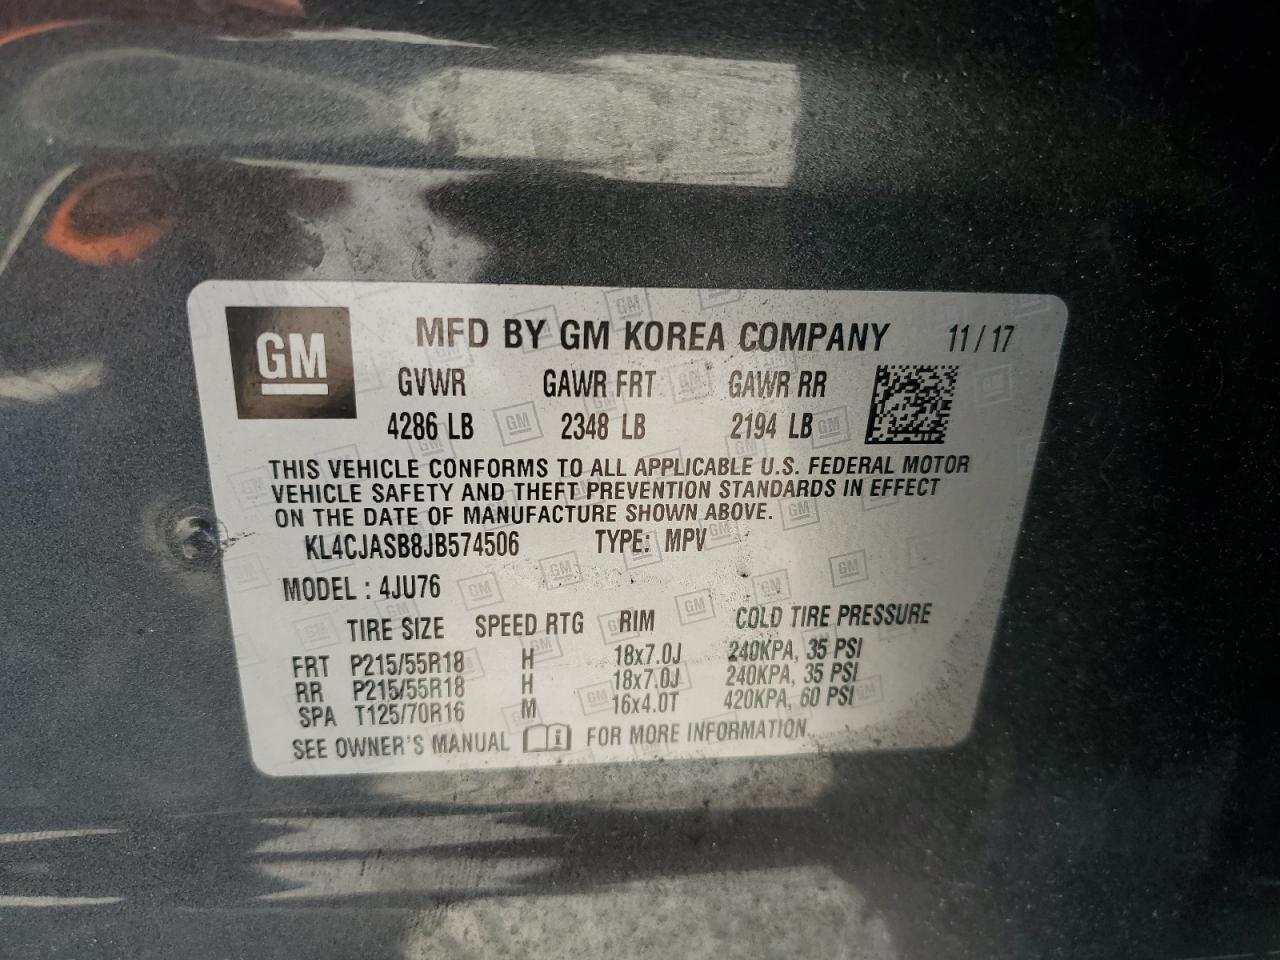 GM
MFD BY GM KOREA COMPANY 11/17
GVWR GAWR FRT GAWR RR
4286 LB 2348 LB 2194 LB
THIS VEHICLE CONFORMS TO ALL APPLICABLE U.S. FEDERAL MOTOR
VEHICLE SAFETY AND THEFT PREVENTION STANDARDS IN EFFECT
ON THE DATE OF MANUFACTURE SHOWN ABOVE.
KL4CJASB8JB574506 TYPE: MPV
MODEL : 4JU76
TIRE SIZE SPEED RTG RIM COLD TIRE PRESSURE
FRT P215/55R18 H 18x7.0J 240KPA, 35 PSI
RR P215/55R18 H 18x7.0J 240KPA, 35 PSI
SPA T125/70R16 M 16x4.0T 420KPA, 60 PSI
SEE OWNER'S MANUAL i FOR MORE INFORMATION.